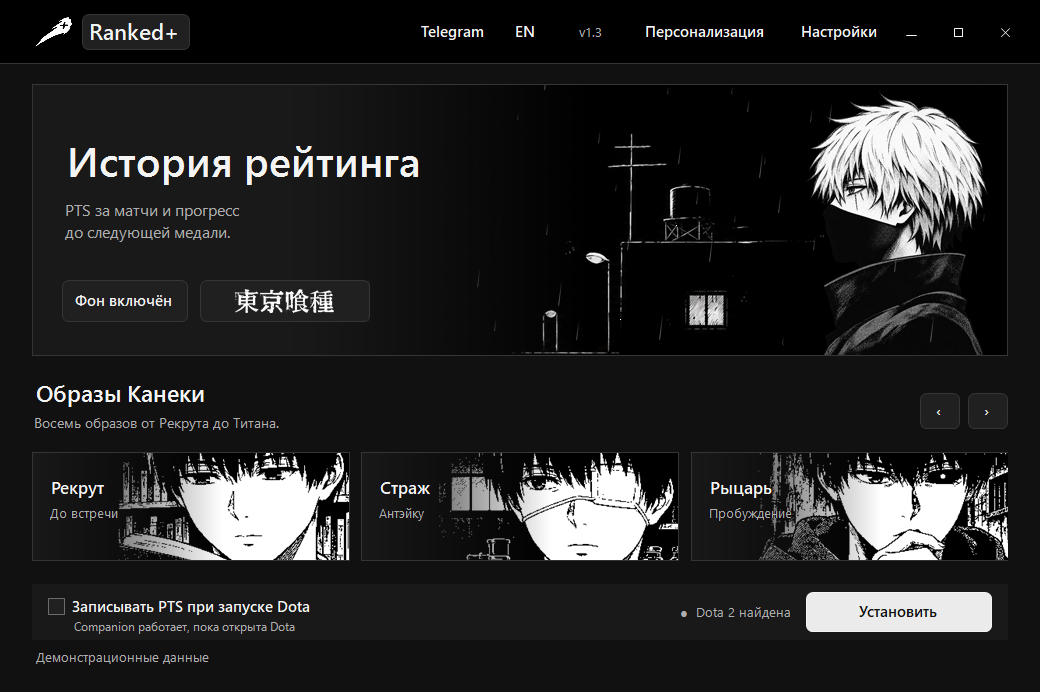 Ranked+
Telegram
EN
v1.3
Персонализация
Настройки
История рейтинга
PTS за матчи и прогресс
до следующей медали.
Фон включён
東京喰種
Образы Канеки
Восемь образов от Рекрута до Титана.
‹
›
Рекрут
До встречи
Страж
Антэйку
Рыцарь
Пробуждение
Записывать PTS при запуске Dota
Companion работает, пока открыта Dota
Dota 2 найдена
Установить
Демонстрационные данные